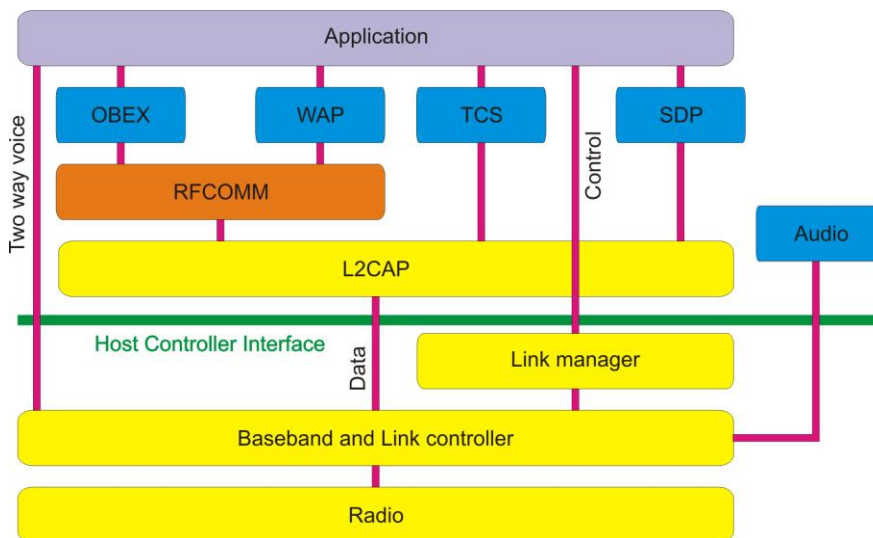 Application
OBEX
WAP
TCS
SDP
Two way voice
Control
RFCOMM
Audio
L2CAP
Host Controller Interface
Data
Link manager
Baseband and Link controller
Radio